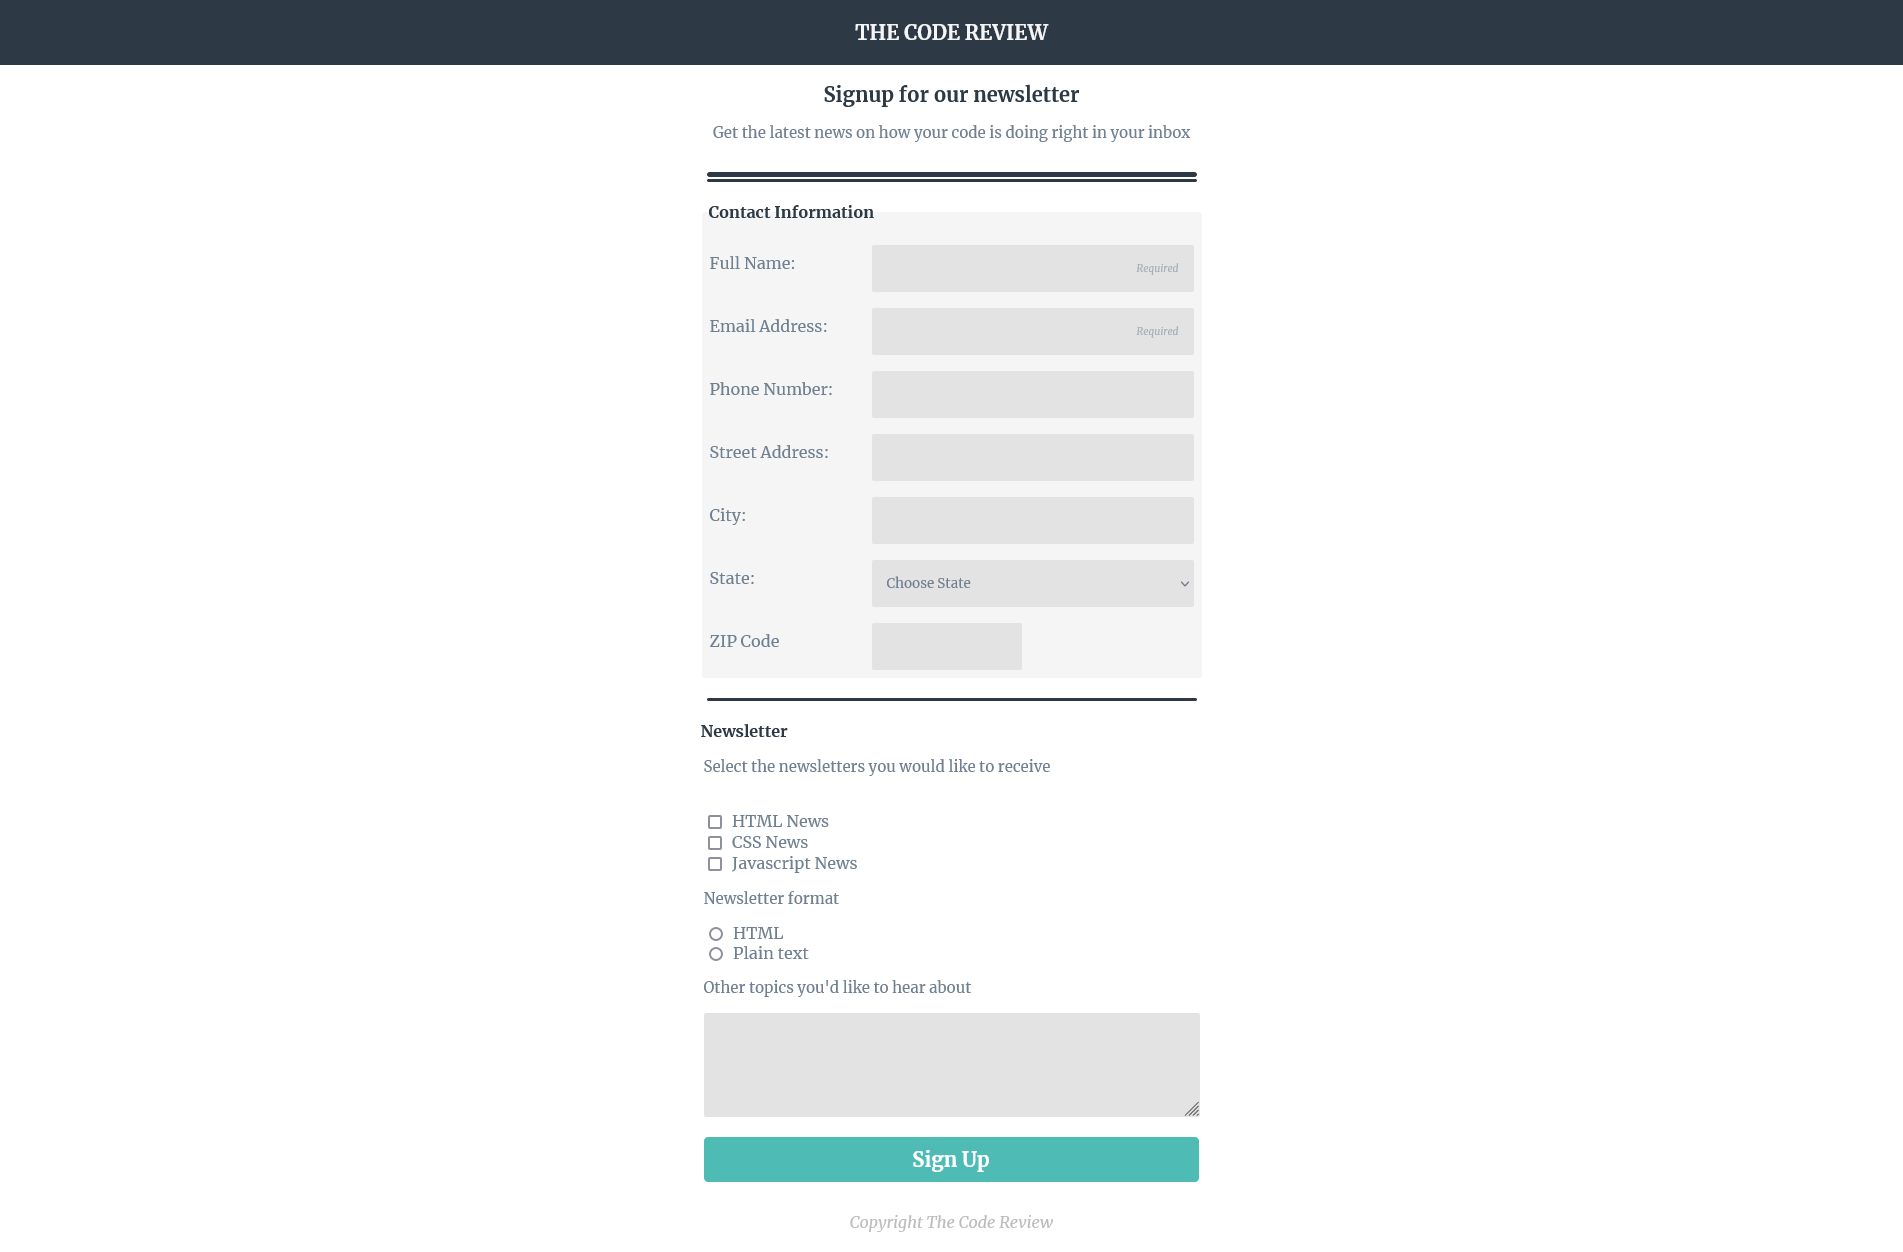 THE CODE REVIEW
Signup for our newsletter
Get the latest news on how your code is doing right in your inbox
Contact Information
Full Name:
Required
Email Address:
Required
Phone Number:
Street Address:
City:
State:
Choose State
ZIP Code
Newsletter
Select the newsletters you would like to receive
HTML News
CSS News
Javascript News
Newsletter format
HTML
Plain text
Other topics you'd like to hear about
Sign Up
Copyright The Code Review